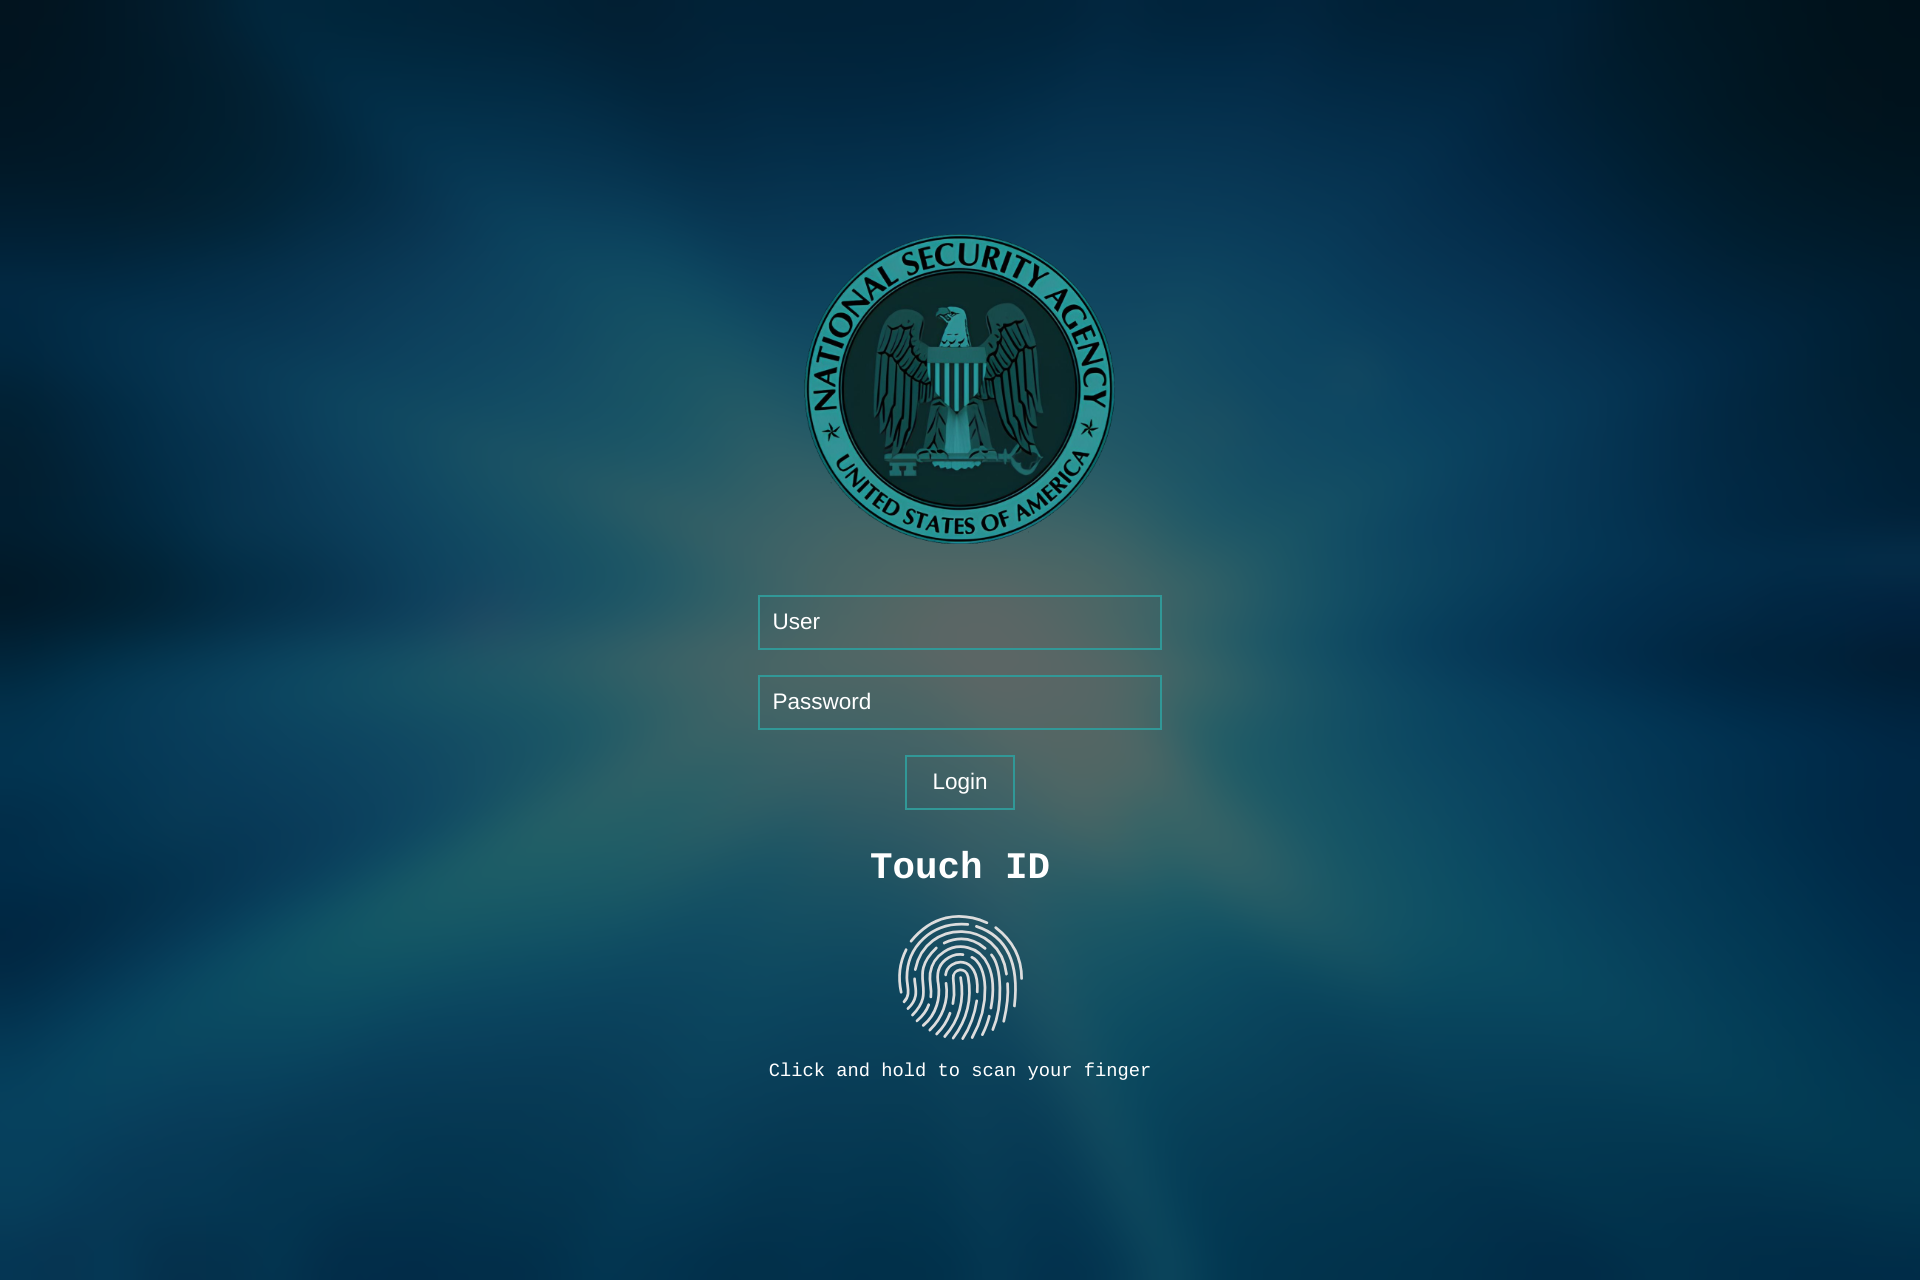 NATIONAL SECURITY AGENCY
UNITED STATES OF AMERICA
User
Password
Login
Touch ID
Click and hold to scan your finger